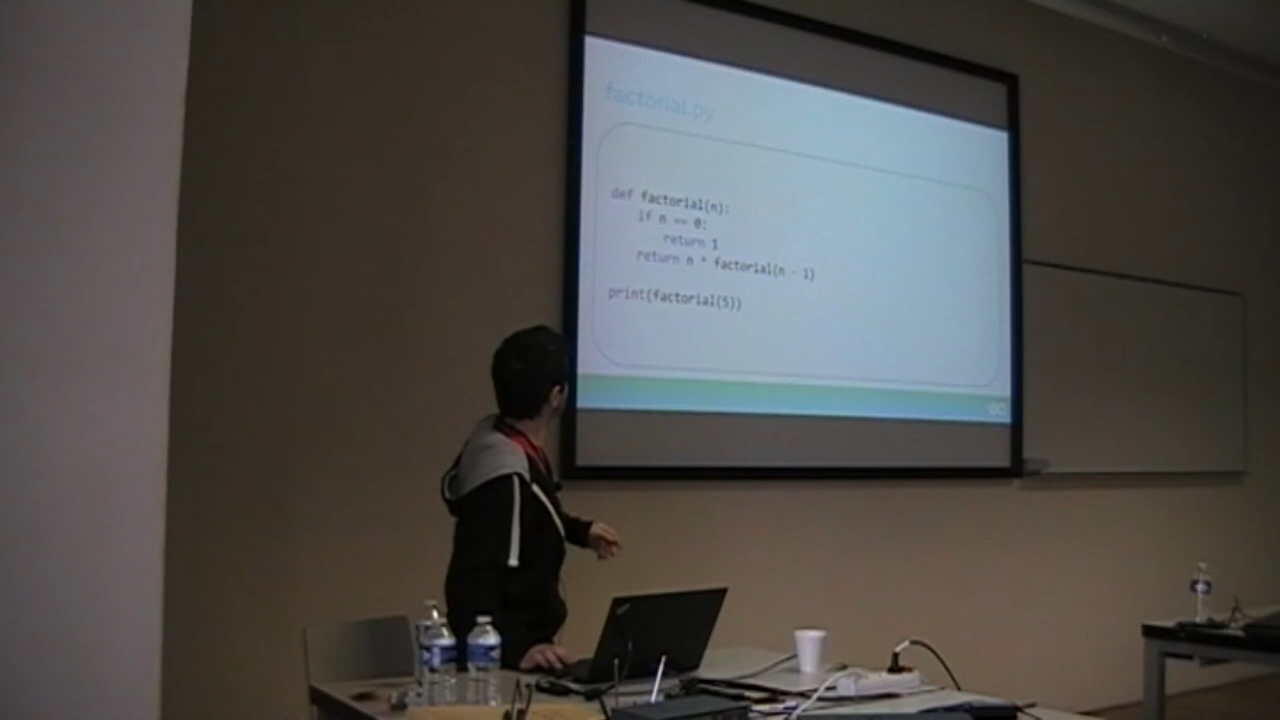 factorial.py
def factorial(n):
if n == 0:
return 1
return n * factorial(n - 1)
print(factorial(5))